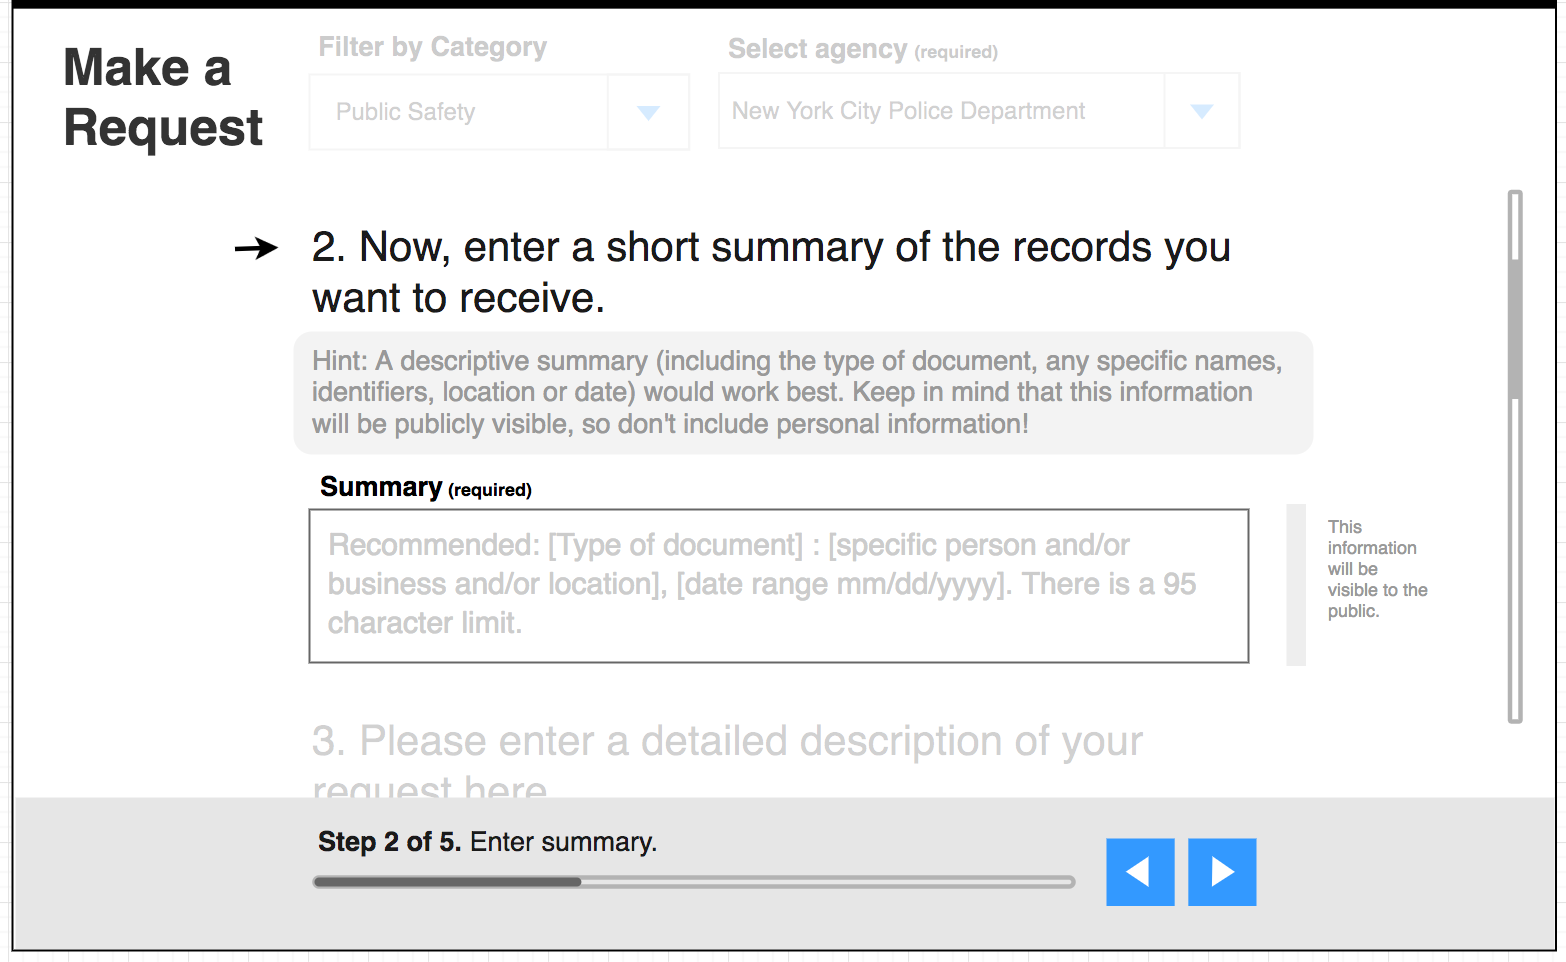 Make a
Request
Filter by Category
Public Safety
Select agency (required)
New York City Police Department
2. Now, enter a short summary of the records you
want to receive.
Hint: A descriptive summary (including the type of document, any specific names,
identifiers, location or date) would work best. Keep in mind that this information
will be publicly visible, so don't include personal information!
Summary (required)
Recommended: [Type of document] : [specific person and/or
business and/or location], [date range mm/dd/yyyy]. There is a 95
character limit.
This
information
will be
visible to the
public.
3. Please enter a detailed description of your
request here
Step 2 of 5. Enter summary.